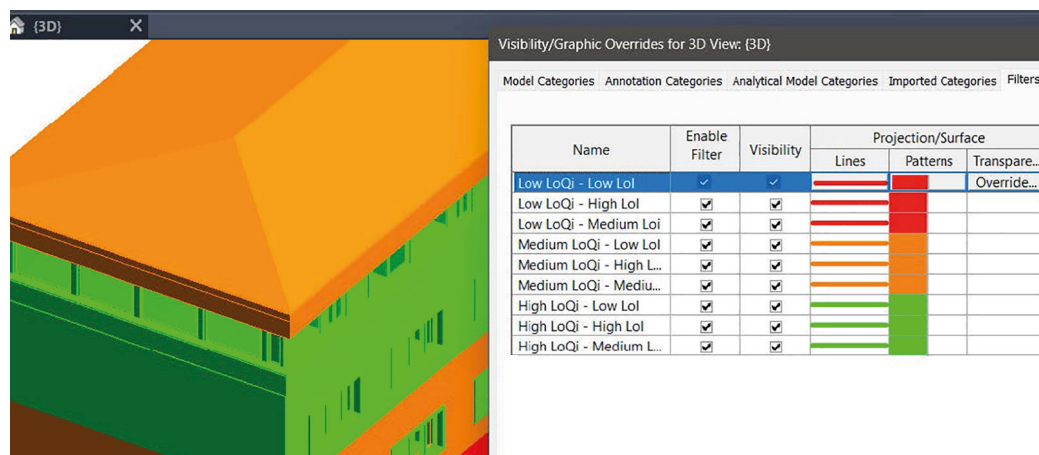 {3D}
Visibility/Graphic Overrides for 3D View: {3D}
Model Categories Annotation Categories Analytical Model Categories Imported Categories Filters
Name Enable Filter Visibility Projection/Surface
Lines Patterns Transpare...
Low LoQi - Low LoI Override...
Low LoQi - High LoI
Low LoQi - Medium Loi
Medium LoQi - Low LoI
Medium LoQi - High L...
Medium LoQi - Mediu...
High LoQi - Low LoI
High LoQi - High LoI
High LoQi - Medium L...